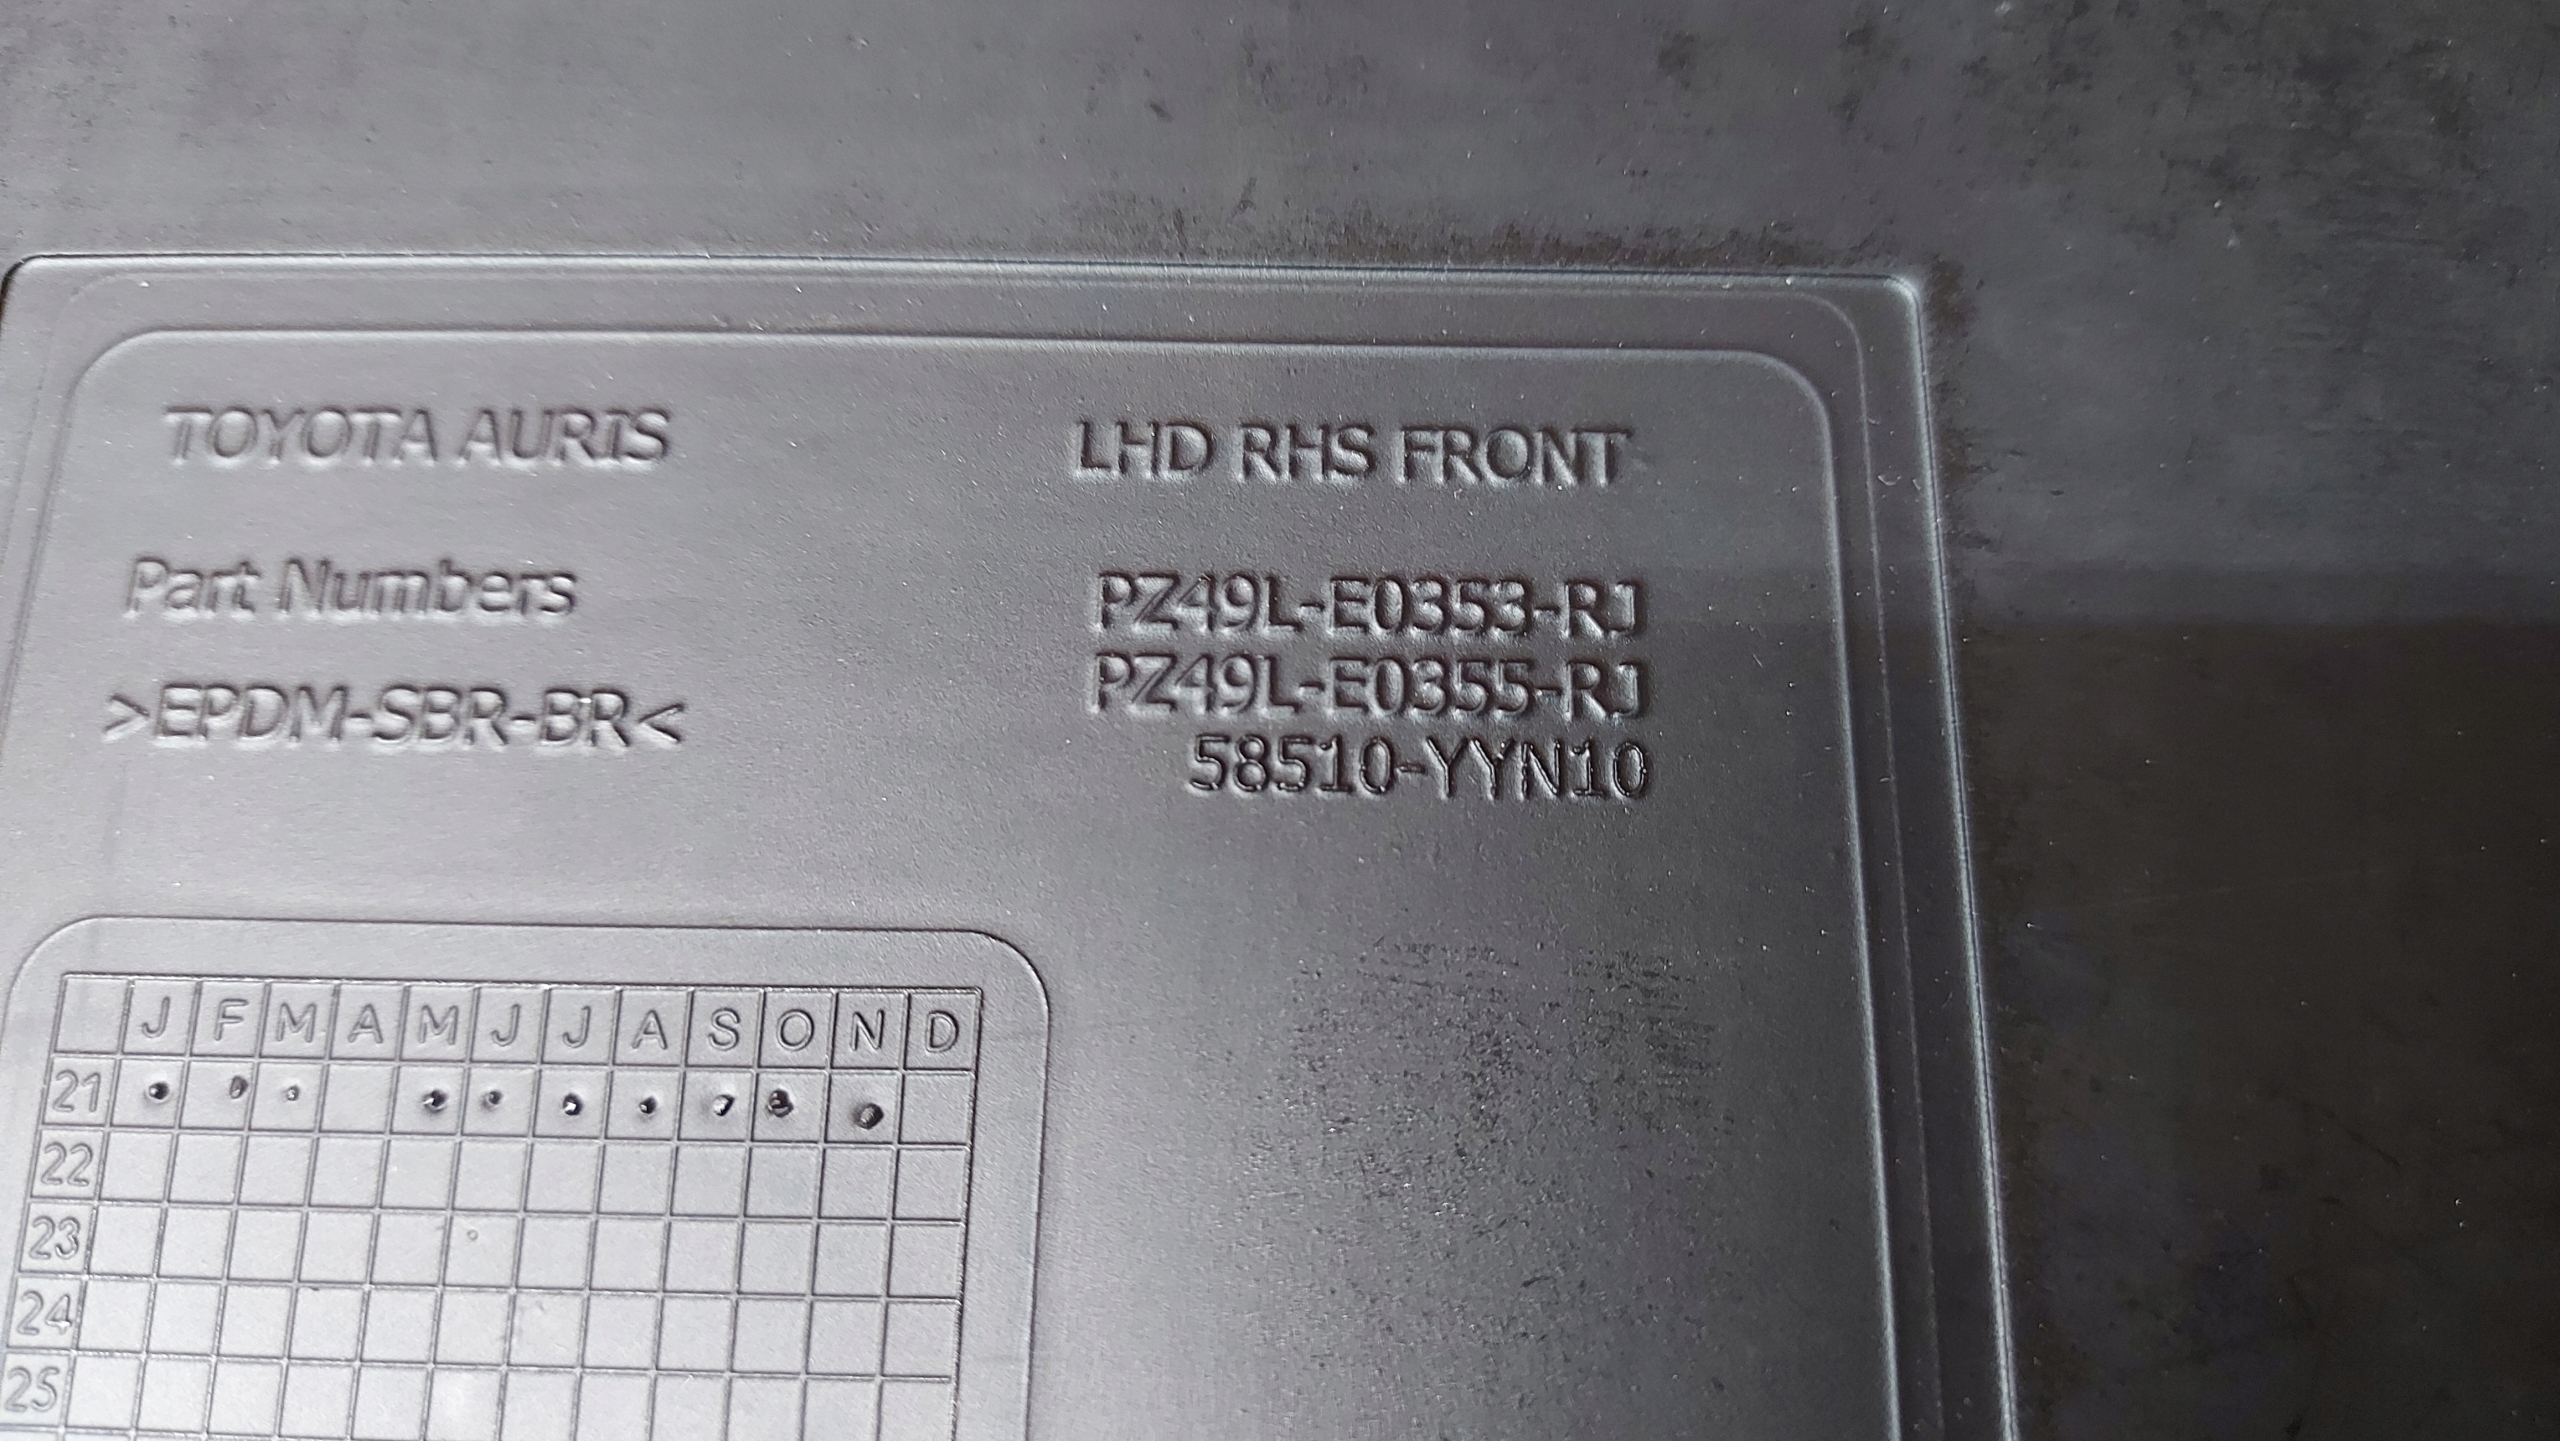 TOYOTA AURIS
LHD RHS FRONT
Part Numbers
PZ49L-E0353-RJ
PZ49L-E0355-RJ
58510-YYN10
>EPDM-SBR-BR<
J F M A M J J A S O N D
21
22
23
24
25